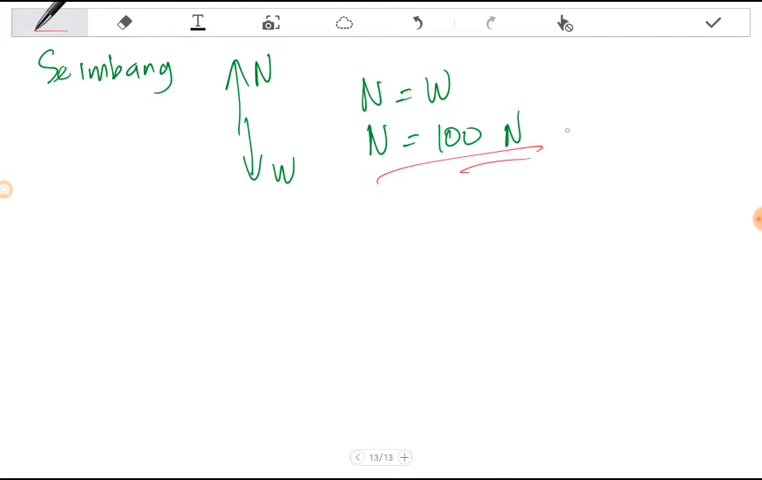 T
Seimbang
N
W
N = W
N = 100 N
13/13